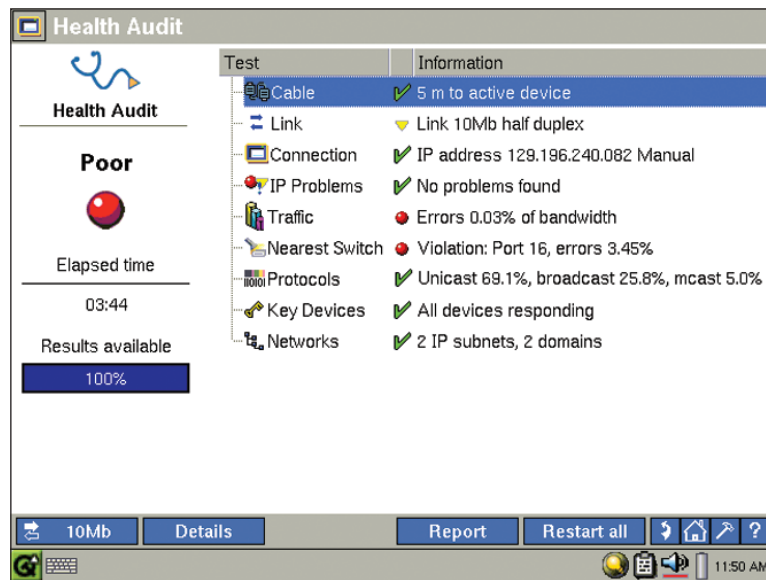 Health Audit
Test Information
Health Audit
Cable 5 m to active device
Link Link 10Mb half duplex
Poor
Connection IP address 129.196.240.082 Manual
IP Problems No problems found
Traffic Errors 0.03% of bandwidth
Nearest Switch Violation: Port 16, errors 3.45%
Elapsed time
Protocols Unicast 69.1%, broadcast 25.8%, mcast 5.0%
03:44
Key Devices All devices responding
Networks 2 IP subnets, 2 domains
Results available
100%
10Mb Details Report Restart all ?
11:50 AM